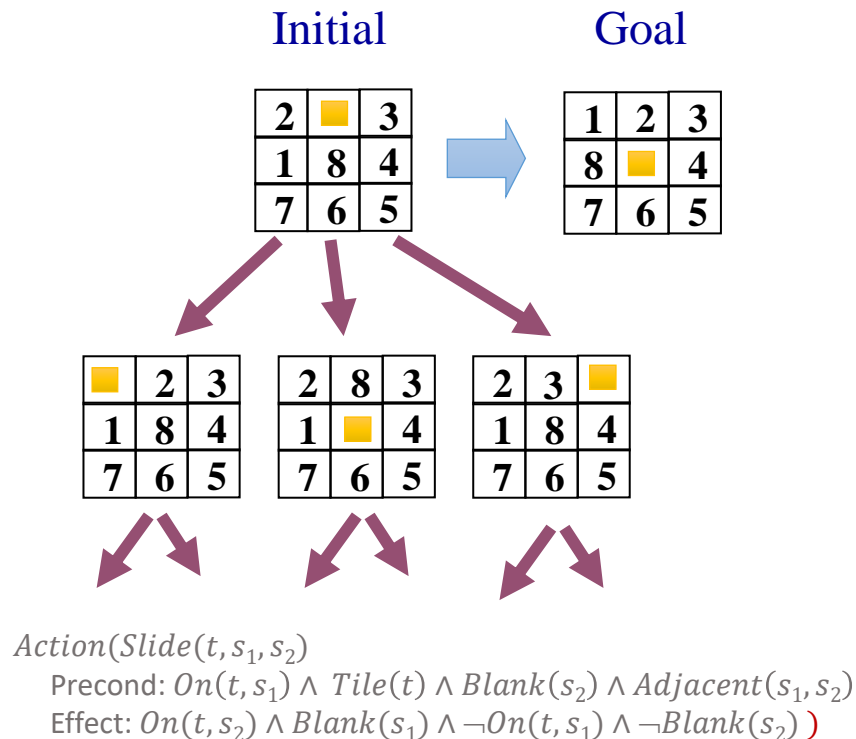 Initial Goal
2 3
1 8 4
7 6 5
1 2 3
8 4
7 6 5
2 3
1 8 4
7 6 5
2 8 3
1 4
7 6 5
2 3
1 8 4
7 6 5
Action(Slide(t, s₁, s₂)
Precond: On(t, s₁) ∧ Tile(t) ∧ Blank(s₂) ∧ Adjacent(s₁, s₂)
Effect: On(t, s₂) ∧ Blank(s₁) ∧ ¬On(t, s₁) ∧ ¬Blank(s₂) )